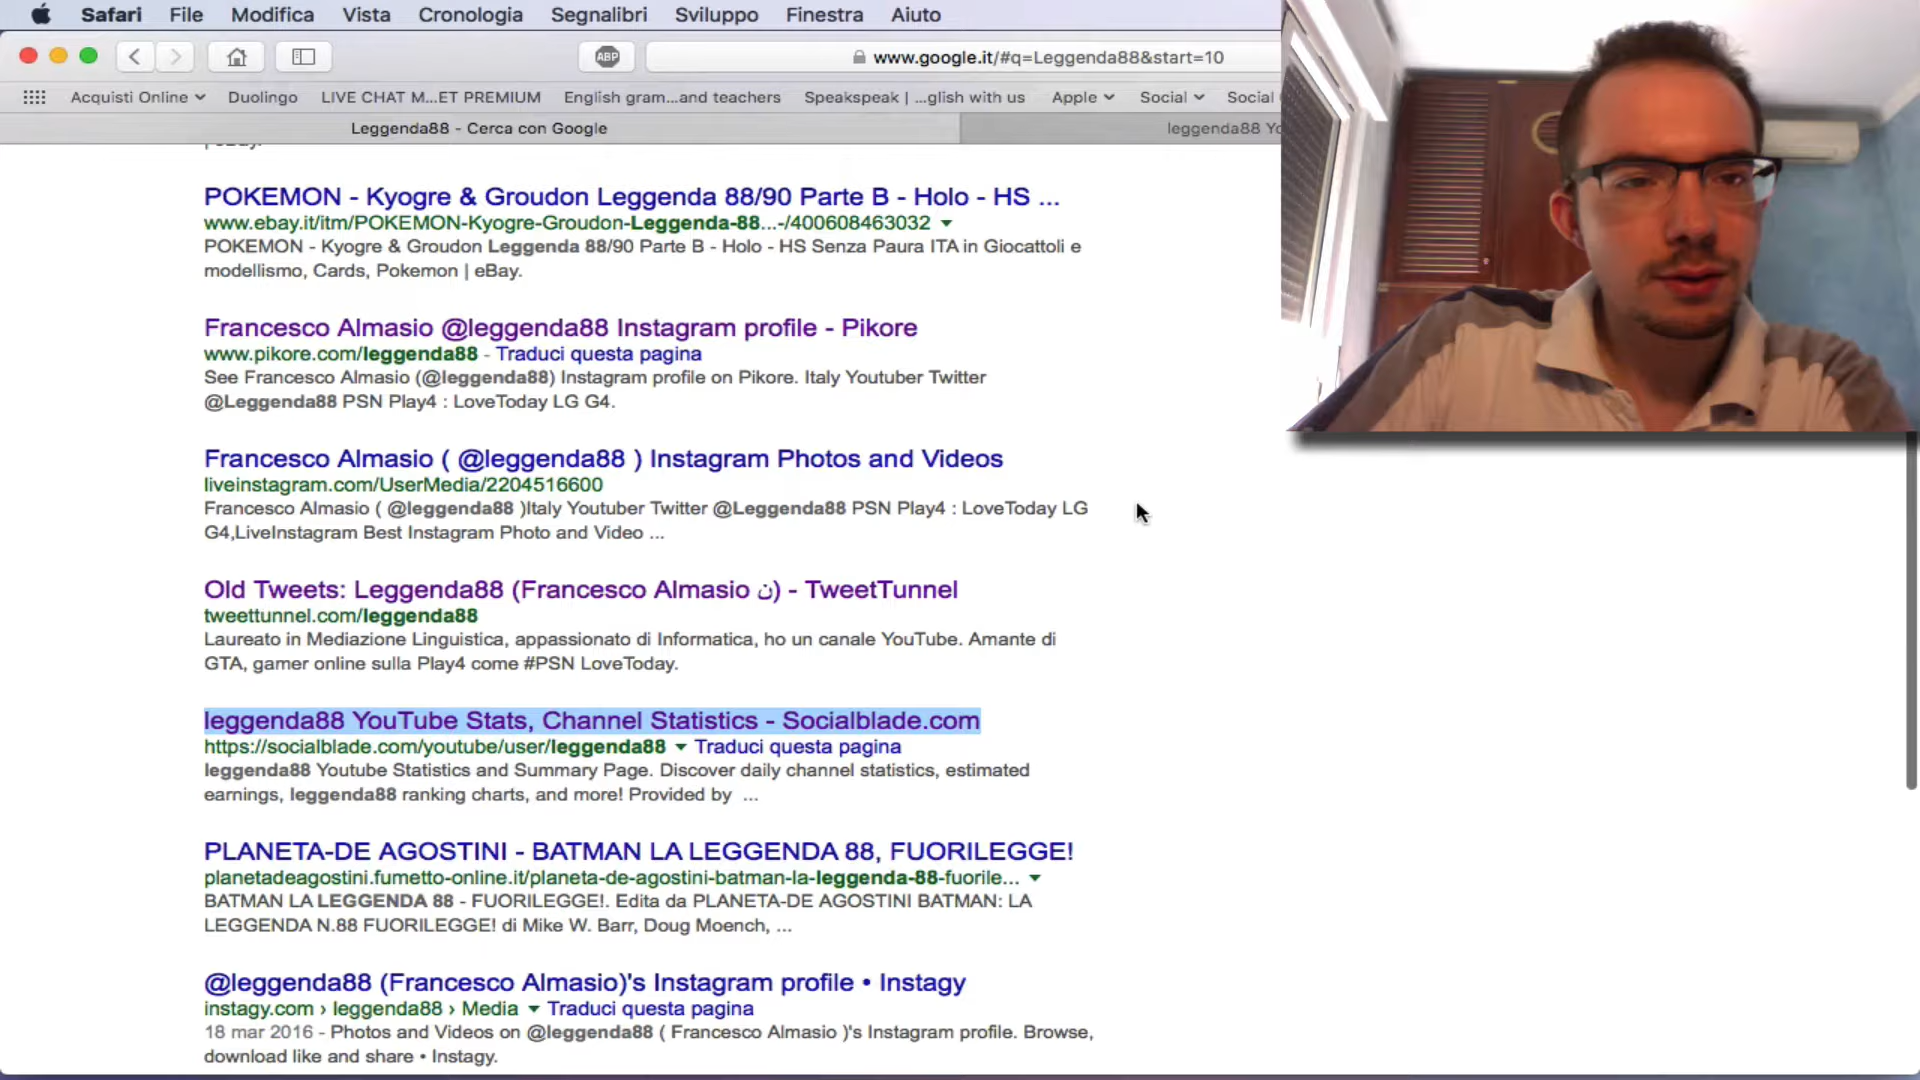 Safari File Modifica Vista Cronologia Segnalibri Sviluppo Finestra Aiuto
ABP www.google.it/#q=Leggenda88&start=10
Acquisti Online Duolingo LIVE CHAT M...ET PREMIUM English gram...and teachers Speakspeak | ...glish with us Apple Social Social
Leggenda88 - Cerca con Google leggenda88
| eBay.
POKEMON - Kyogre & Groudon Leggenda 88/90 Parte B - Holo - HS ...
www.ebay.it/itm/POKEMON-Kyogre-Groudon-Leggenda-88...-/400608463032
POKEMON - Kyogre & Groudon Leggenda 88/90 Parte B - Holo - HS Senza Paura ITA in Giocattoli e
modellismo, Cards, Pokemon | eBay.
Francesco Almasio @leggenda88 Instagram profile - Pikore
www.pikore.com/leggenda88 - Traduci questa pagina
See Francesco Almasio (@leggenda88) Instagram profile on Pikore. Italy Youtuber Twitter
@Leggenda88 PSN Play4 : LoveToday LG G4.
Francesco Almasio ( @leggenda88 ) Instagram Photos and Videos
liveinstagram.com/UserMedia/2204516600
Francesco Almasio ( @leggenda88 )Italy Youtuber Twitter @Leggenda88 PSN Play4 : LoveToday LG
G4,LiveInstagram Best Instagram Photo and Video ...
Old Tweets: Leggenda88 (Francesco Almasio ن) - TweetTunnel
tweettunnel.com/leggenda88
Laureato in Mediazione Linguistica, appassionato di Informatica, ho un canale YouTube. Amante di
GTA, gamer online sulla Play4 come #PSN LoveToday.
leggenda88 YouTube Stats, Channel Statistics - Socialblade.com
https://socialblade.com/youtube/user/leggenda88 Traduci questa pagina
leggenda88 Youtube Statistics and Summary Page. Discover daily channel statistics, estimated
earnings, leggenda88 ranking charts, and more! Provided by ...
PLANETA-DE AGOSTINI - BATMAN LA LEGGENDA 88, FUORILEGGE!
planetadeagostini.fumetto-online.it/planeta-de-agostini-batman-la-leggenda-88-fuorile...
BATMAN LA LEGGENDA 88 - FUORILEGGE!. Edita da PLANETA-DE AGOSTINI BATMAN: LA
LEGGENDA N.88 FUORILEGGE! di Mike W. Barr, Doug Moench, ...
@leggenda88 (Francesco Almasio)'s Instagram profile • Instagy
instagy.com › leggenda88 › Media Traduci questa pagina
18 mar 2016 - Photos and Videos on @leggenda88 ( Francesco Almasio )'s Instagram profile. Browse,
download like and share • Instagy.